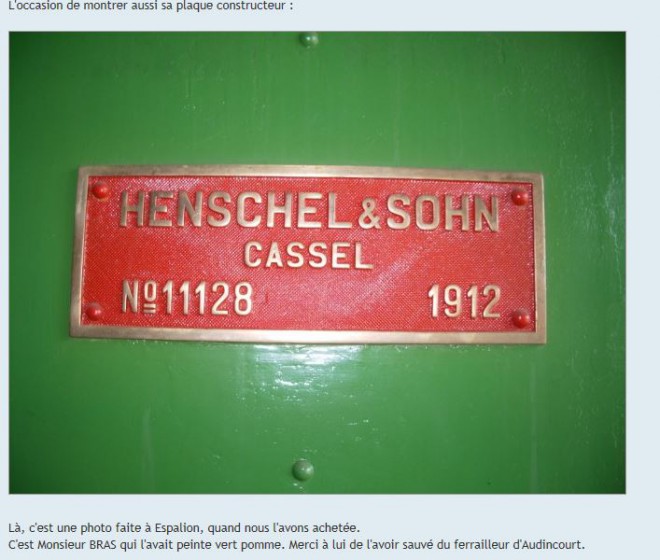 L'occasion de montrer aussi sa plaque constructeur :
HENSCHEL & SOHN
CASSEL
Nº 11128 1912
Là, c'est une photo faite à Espalion, quand nous l'avons achetée.
C'est Monsieur BRAS qui l'avait peinte vert pomme. Merci à lui de l'avoir sauvé du ferrailleur d'Audincourt.